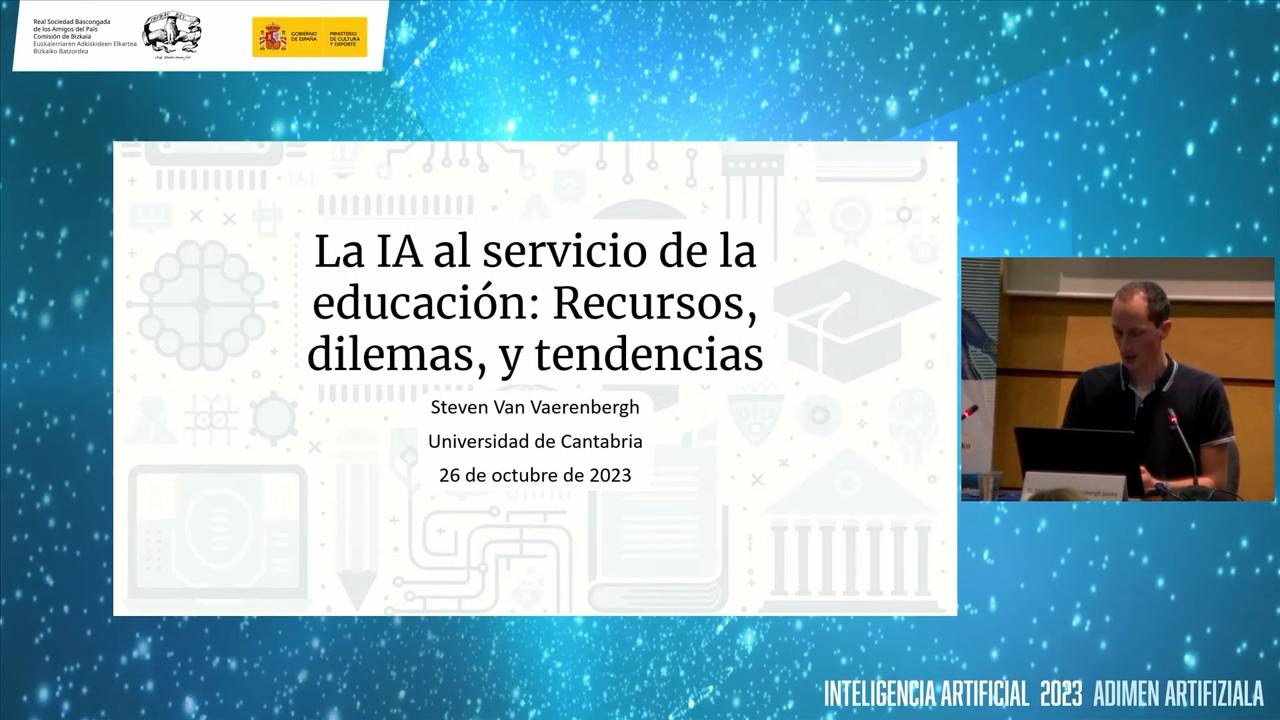 Real Sociedad Bascongada
de los Amigos del País
Comisión de Bizkaia
Euskalerriaren Adkiskideen Elkartea
Bizkaiko Batzordea
GOBIERNO
DE ESPAÑA
MINISTERIO
DE CULTURA
Y DEPORTE
La IA al servicio de la
educación: Recursos,
dilemas, y tendencias
Steven Van Vaerenbergh
Universidad de Cantabria
26 de octubre de 2023
INTELIGENCIA ARTIFICIAL 2023 ADIMEN ARTIFIZIALA